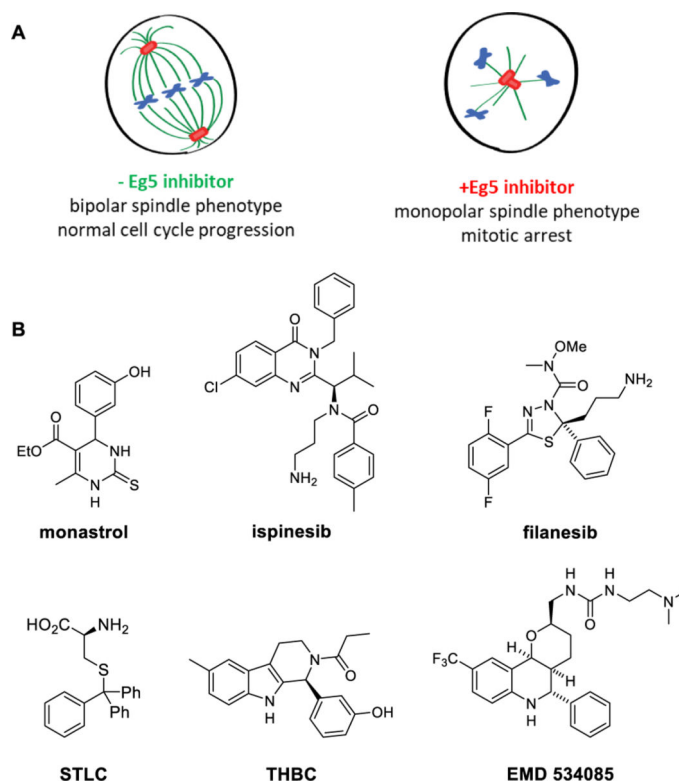 A
- Eg5 inhibitor
bipolar spindle phenotype
normal cell cycle progression
+Eg5 inhibitor
monopolar spindle phenotype
mitotic arrest
B
OH
O
EtO
NH
Me
N
H
S
monastrol
O
N
Cl
N
N
O
NH2
ispinesib
OMe
N
O
NH2
F
N
N
S
F
filanesib
HO2C
NH2
S
Ph
Ph
STLC
O
N
N
H
OH
THBC
H
N
H
N
O
N
O
F3C
H
H
N
H
EMD 534085